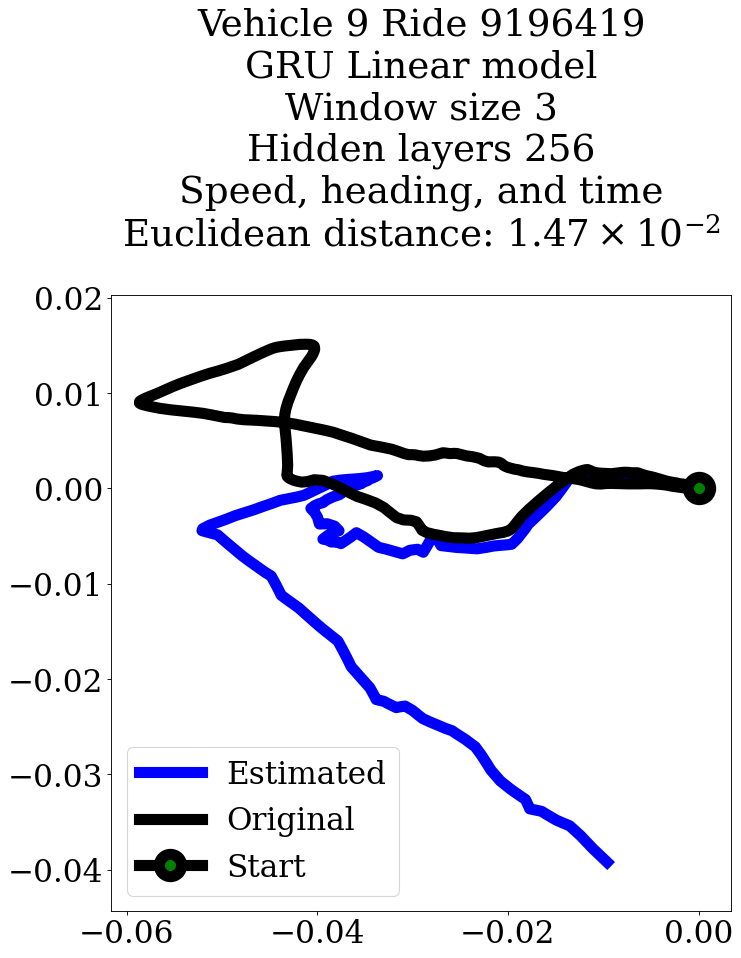 Vehicle 9 Ride 9196419
GRU Linear model
Window size 3
Hidden layers 256
Speed, heading, and time
Euclidean distance: 1.47 × 10⁻²
0.02
0.01
0.00
−0.01
−0.02
−0.03
−0.04
Estimated
Original
Start
−0.06
−0.04
−0.02
0.00